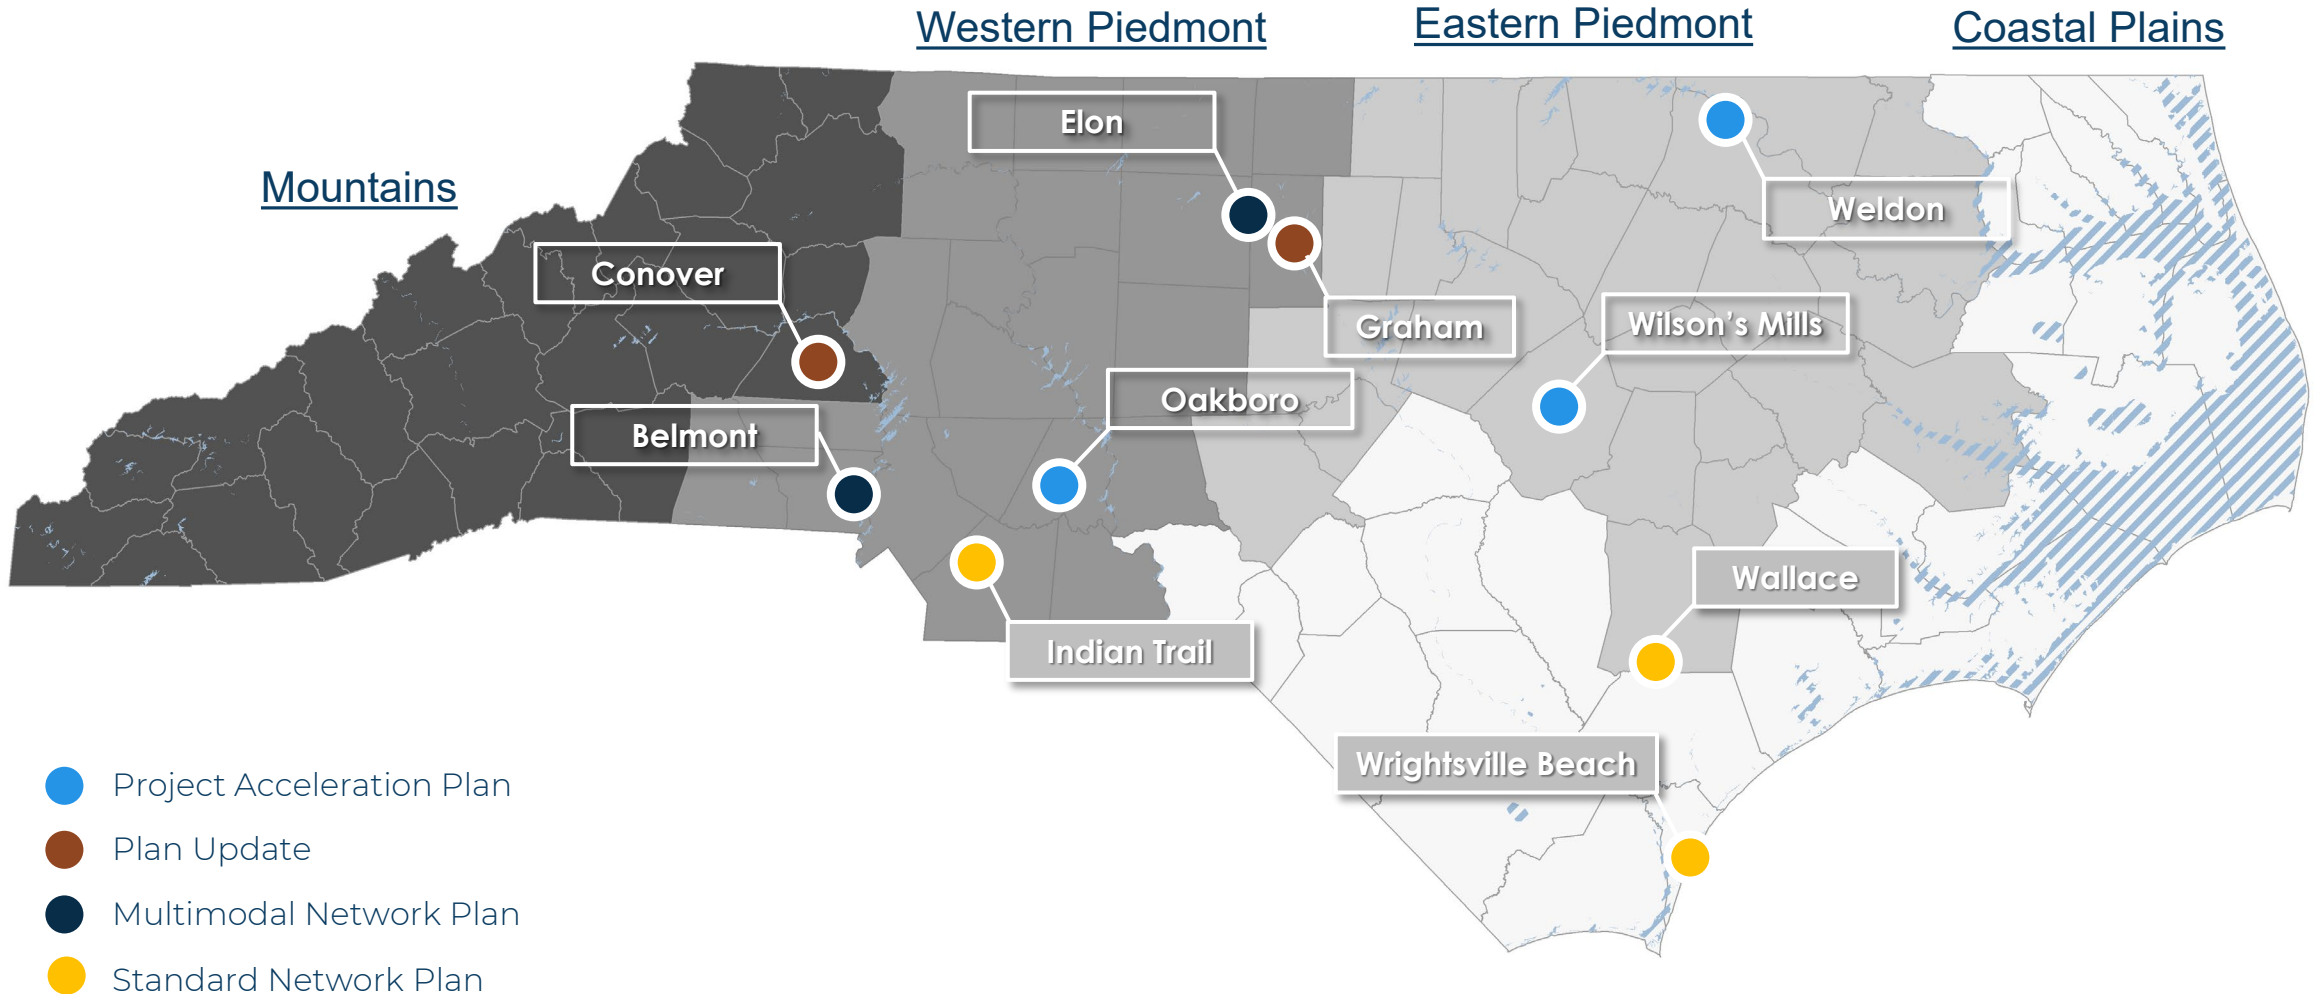 Western Piedmont
Eastern Piedmont
Coastal Plains
Mountains
Elon
Weldon
Conover
Graham
Wilson’s Mills
Oakboro
Belmont
Wallace
Indian Trail
Wrightsville Beach
Project Acceleration Plan
Plan Update
Multimodal Network Plan
Standard Network Plan